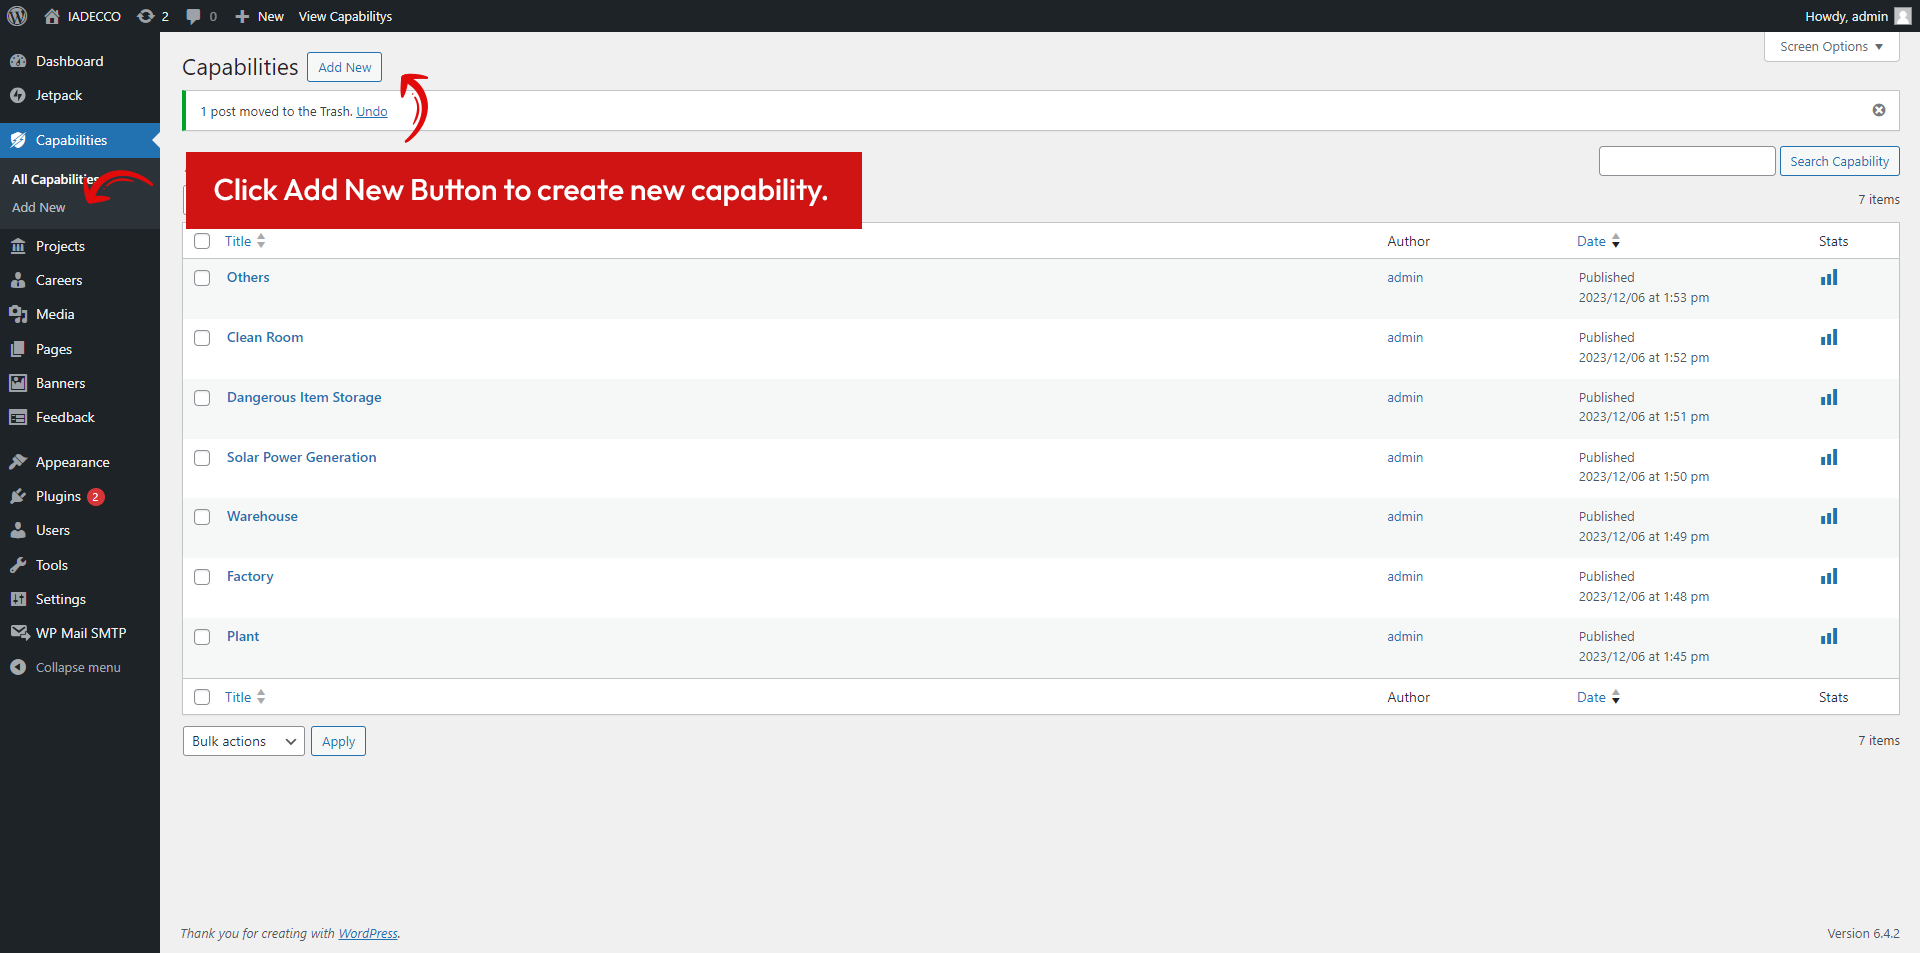 IADECCO 2 0 New View Capabilitys Howdy, admin
Screen Options
Dashboard
Jetpack
Capabilities
All Capabilities
Add New
Projects
Careers
Media
Pages
Banners
Feedback
Appearance
Plugins 2
Users
Tools
Settings
WP Mail SMTP
Collapse menu
Capabilities Add New
1 post moved to the Trash. Undo
Search Capability
Click Add New Button to create new capability.
7 items
Title Author Date Stats
Others admin Published
2023/12/06 at 1:53 pm
Clean Room admin Published
2023/12/06 at 1:52 pm
Dangerous Item Storage admin Published
2023/12/06 at 1:51 pm
Solar Power Generation admin Published
2023/12/06 at 1:50 pm
Warehouse admin Published
2023/12/06 at 1:49 pm
Factory admin Published
2023/12/06 at 1:48 pm
Plant admin Published
2023/12/06 at 1:45 pm
Title Author Date Stats
Bulk actions Apply 7 items
Thank you for creating with WordPress. Version 6.4.2